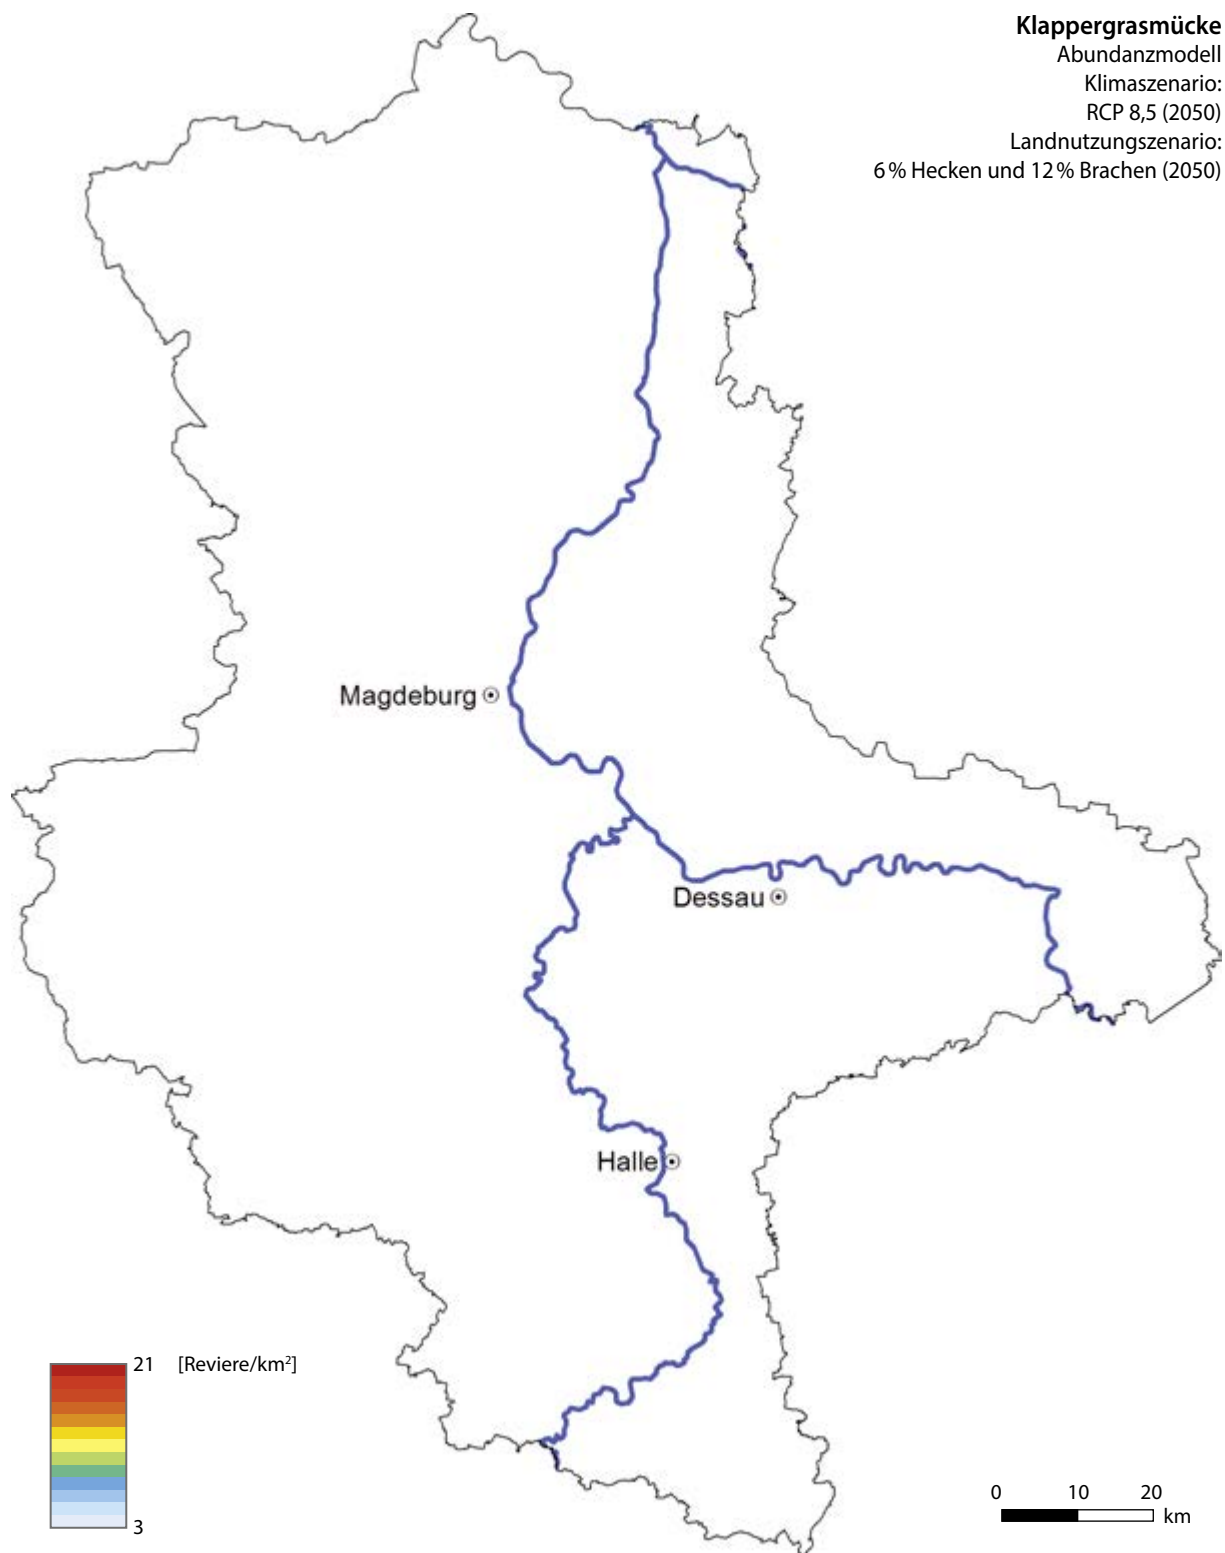 Klappergrasmücke
Abundanzmodell
Klimaszenario:
RCP 8,5 (2050)
Landnutzungszenario:
6 % Hecken und 12 % Brachen (2050)
Magdeburg
Dessau
Halle
21 [Reviere/km²]
3
0 10 20
km